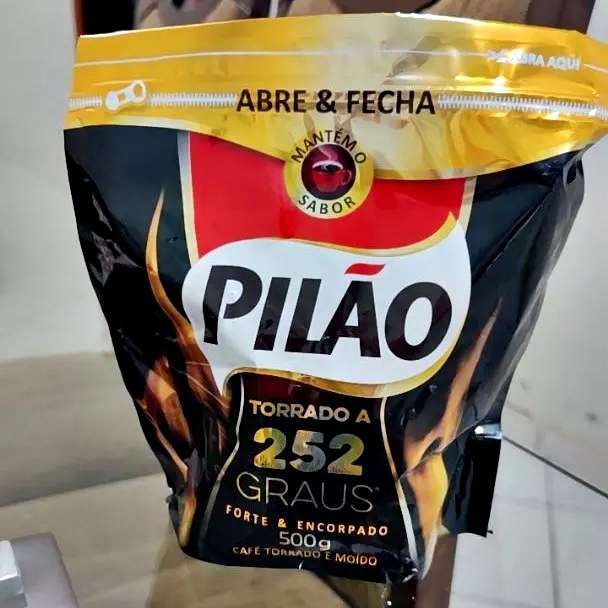 ABRA AQUI
ABRE & FECHA
MANTÉM O
SABOR
PILÃO
TORRADO A
252
GRAUS
FORTE & ENCORPADO
500g
CAFÉ TORRADO E MOÍDO